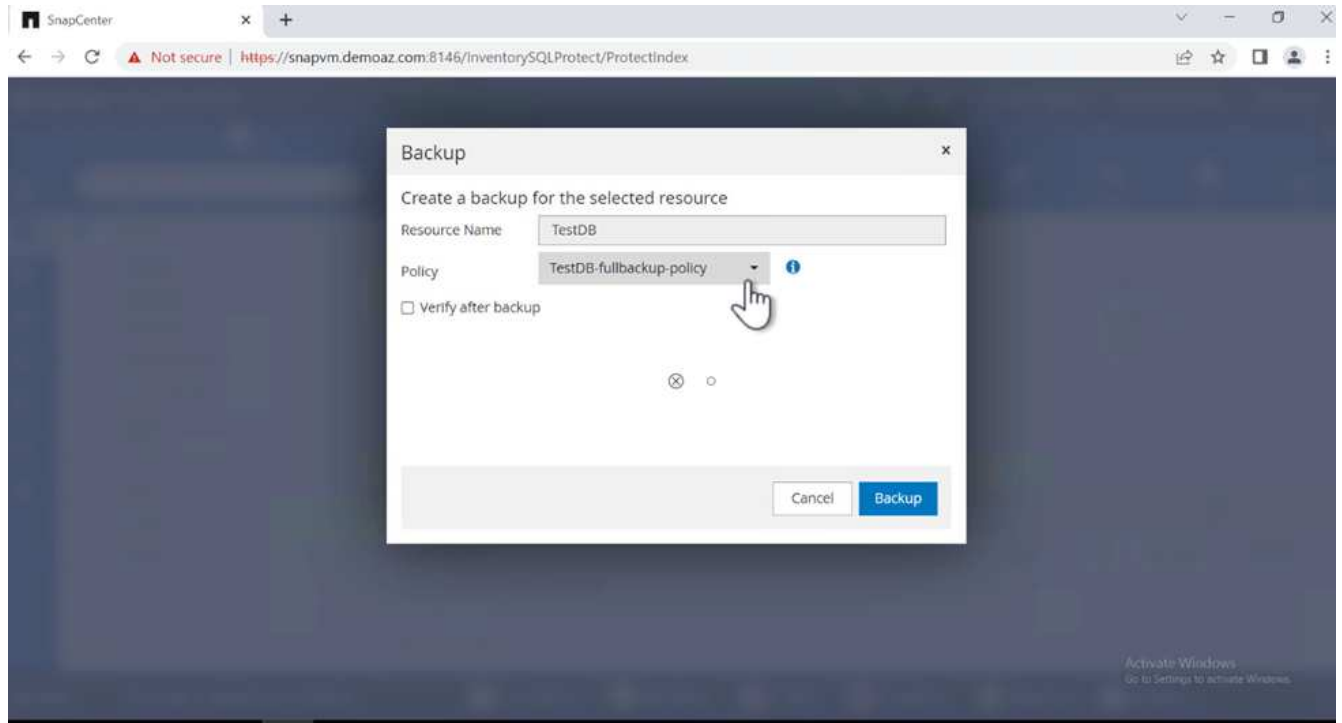 SnapCenter
Not secure | https://snapvm.demoaz.com:8146/InventorySQLProtect/ProtectIndex
Backup
Create a backup for the selected resource
Resource Name TestDB
Policy TestDB-fullbackup-policy
Verify after backup
Cancel Backup
Activate Windows
Go to Settings to activate Windows.